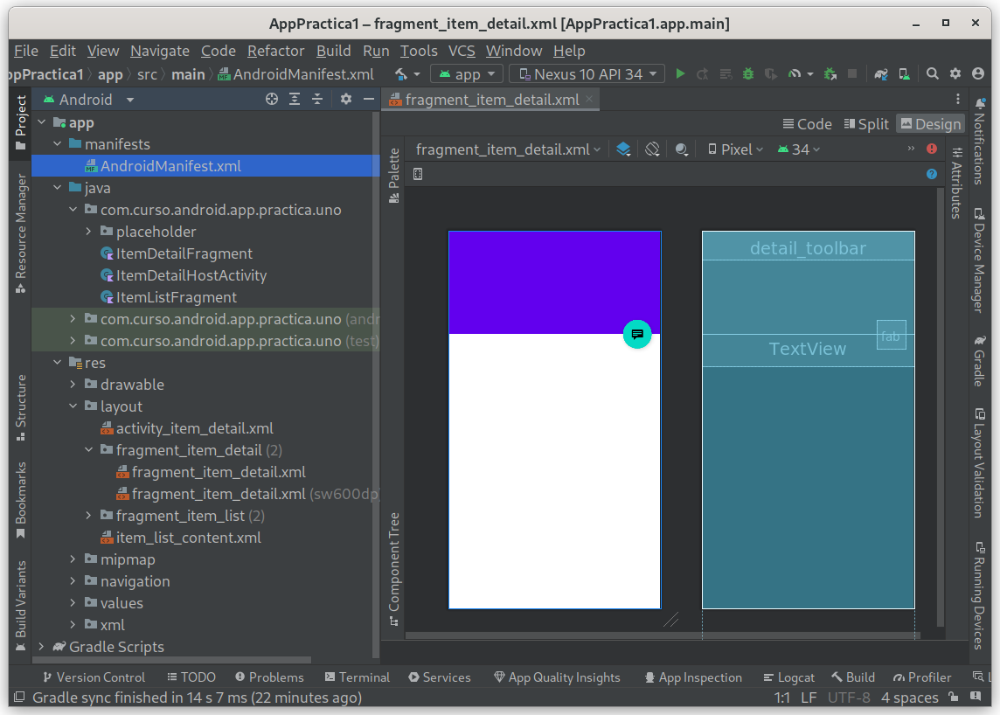 AppPractica1 – fragment_item_detail.xml [AppPractica1.app.main]
File Edit View Navigate Code Refactor Build Run Tools VCS Window Help
ppPractica1 app src main AndroidManifest.xml app Nexus 10 API 34
Project
Resource Manager
Structure
Bookmarks
Build Variants
Android
app
manifests
AndroidManifest.xml
java
com.curso.android.app.practica.uno
placeholder
ItemDetailFragment
ItemDetailHostActivity
ItemListFragment
com.curso.android.app.practica.uno (andr
com.curso.android.app.practica.uno (test)
res
drawable
layout
activity_item_detail.xml
fragment_item_detail (2)
fragment_item_detail.xml
fragment_item_detail.xml (sw600dp
fragment_item_list (2)
item_list_content.xml
mipmap
navigation
values
xml
Gradle Scripts
fragment_item_detail.xml
Code Split Design
Palette
Component Tree
fragment_item_detail.xml Pixel 34
detail_toolbar
fab
TextView
Attributes
Notifications
Device Manager
Gradle
Layout Validation
Running Devices
Version Control TODO Problems Terminal Services App Quality Insights App Inspection Logcat Build Profiler L
Gradle sync finished in 14 s 7 ms (22 minutes ago) 1:1 LF UTF-8 4 spaces